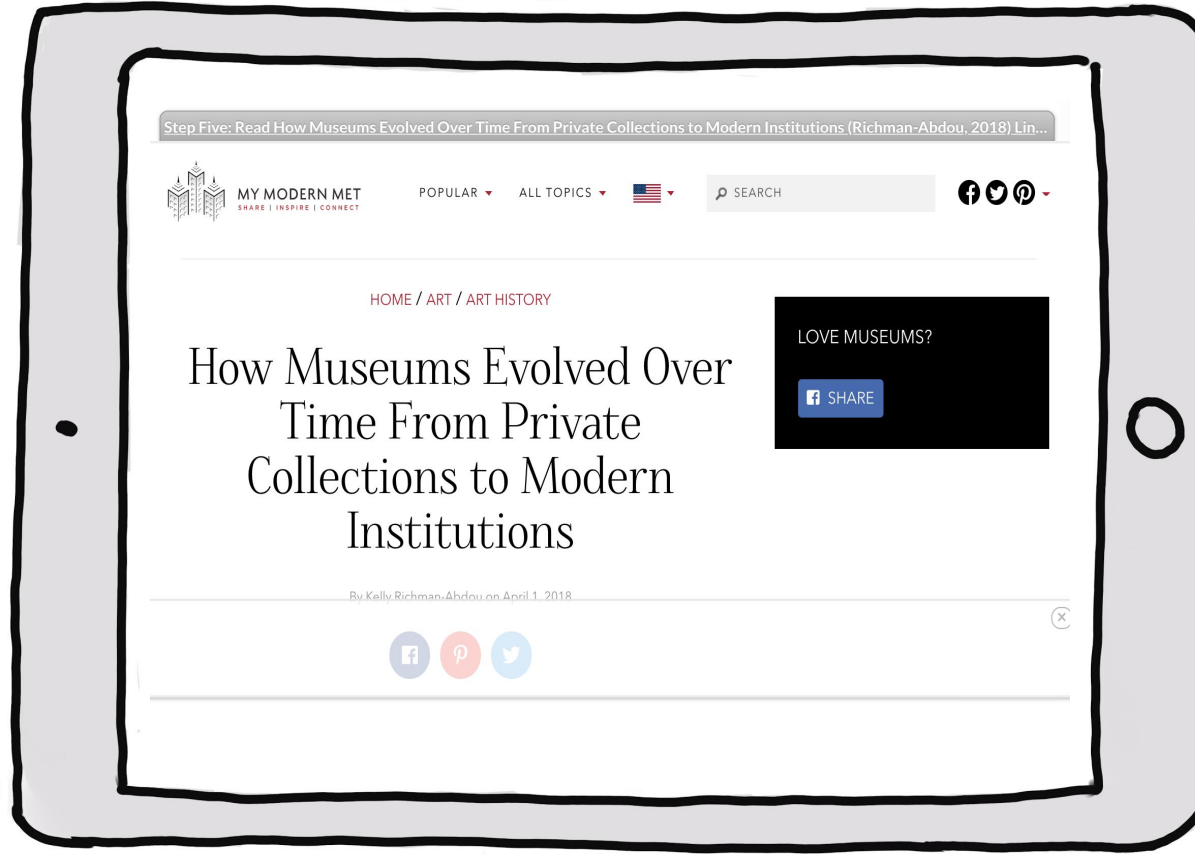 Step Five: Read How Museums Evolved Over Time From Private Collections to Modern Institutions (Richman-Abdou, 2018) Lin...
MY MODERN MET
SHARE | INSPIRE | CONNECT
POPULAR
ALL TOPICS
SEARCH
HOME / ART / ART HISTORY
How Museums Evolved Over
Time From Private
Collections to Modern
Institutions
By Kelly Richman-Abdou on April 1, 2018
LOVE MUSEUMS?
SHARE